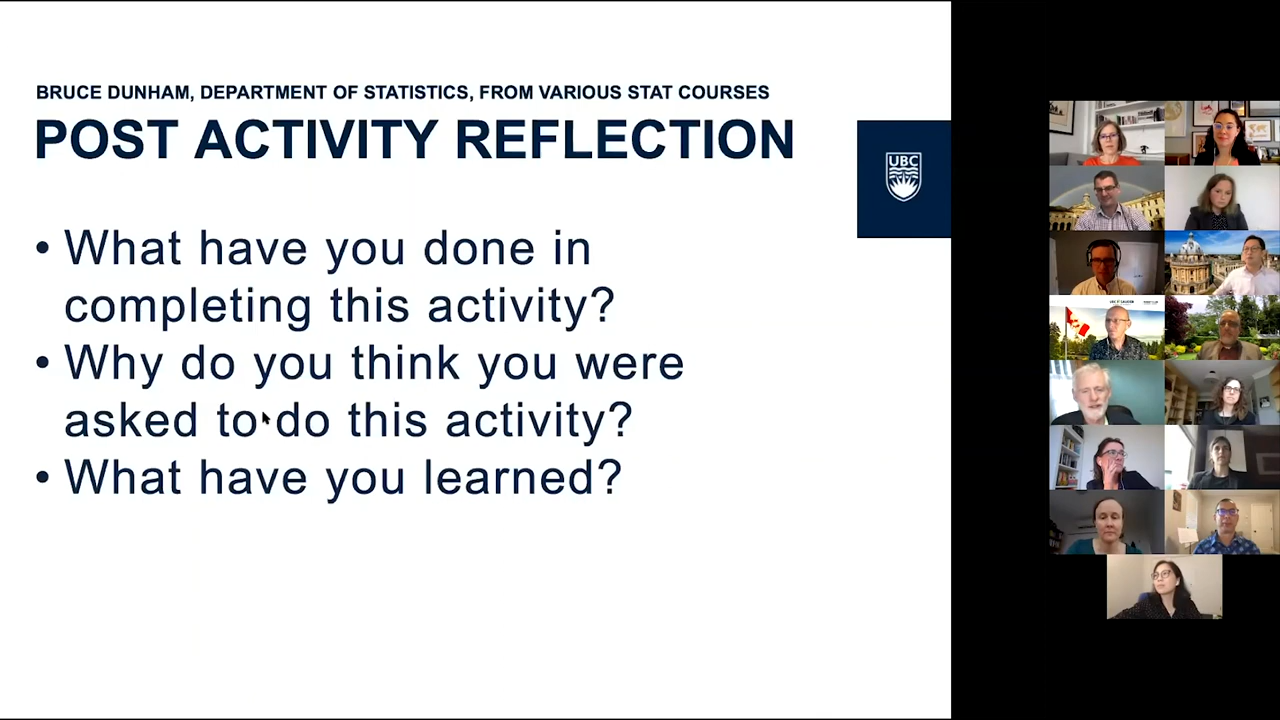 BRUCE DUNHAM, DEPARTMENT OF STATISTICS, FROM VARIOUS STAT COURSES
POST ACTIVITY REFLECTION
UBC
• What have you done in
completing this activity?
• Why do you think you were
asked to do this activity?
• What have you learned?